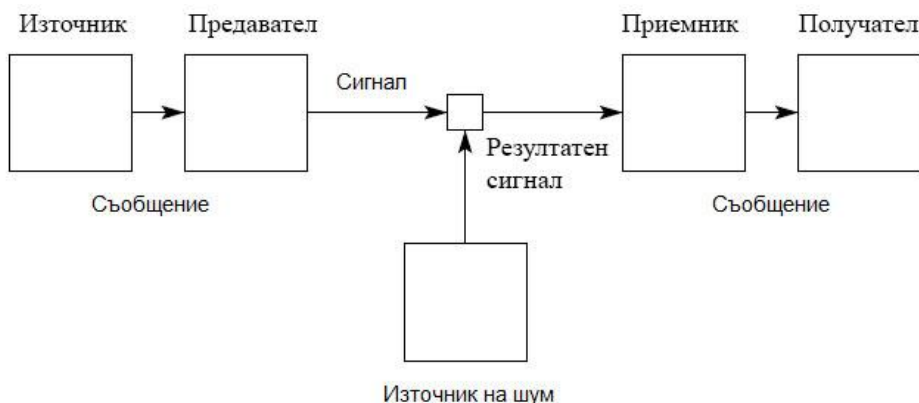 Източник
Предавател
Приемник
Получател
Сигнал
Резултатен
сигнал
Съобщение
Съобщение
Източник на шум